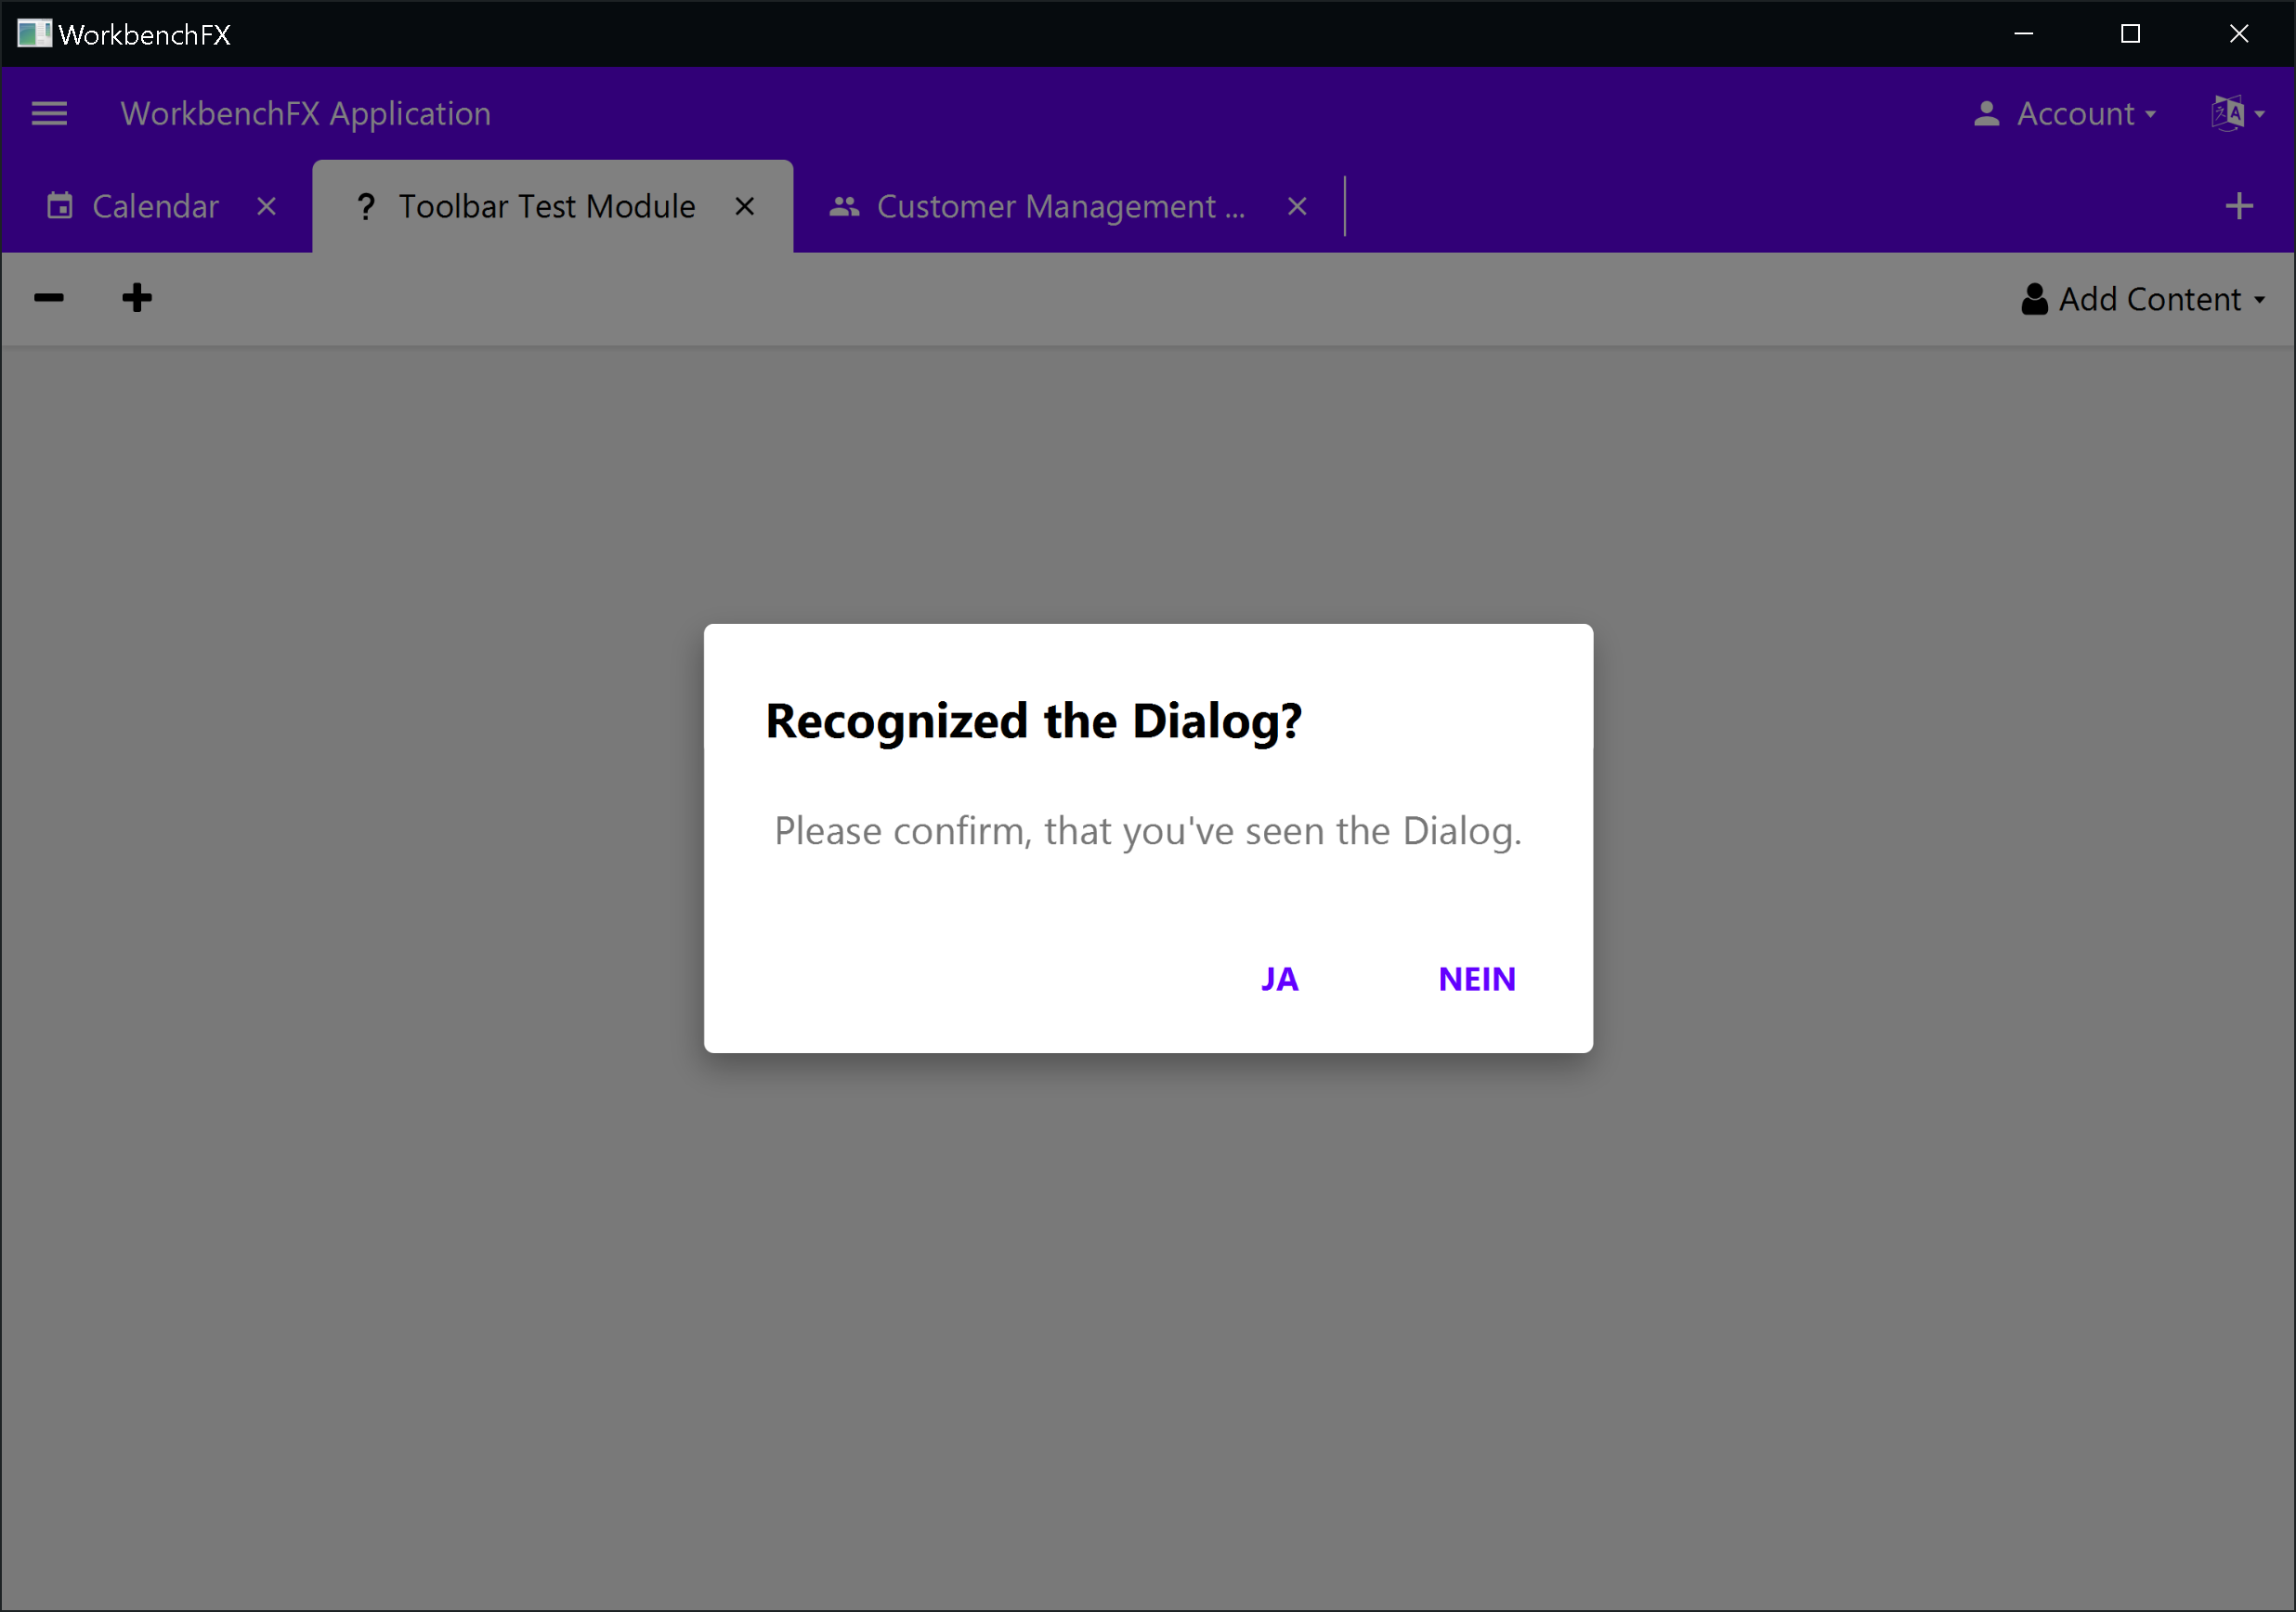 WorkbenchFX
WorkbenchFX Application
Account
Calendar
? Toolbar Test Module
Customer Management ...
Add Content
Recognized the Dialog?
Please confirm, that you've seen the Dialog.
JA
NEIN